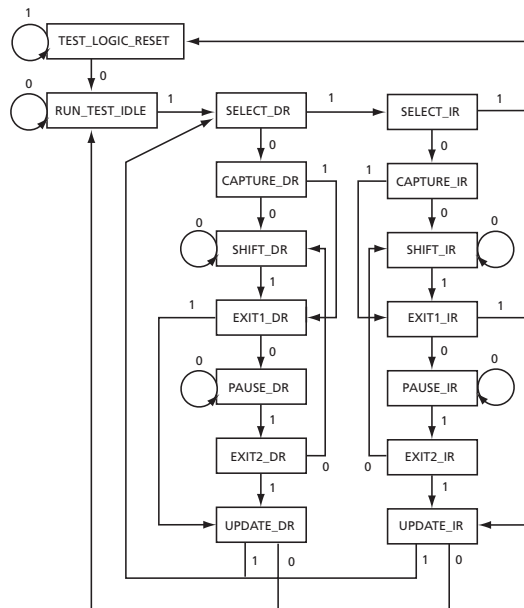 1
TEST_LOGIC_RESET
0
0
RUN_TEST_IDLE
1
SELECT_DR
1
SELECT_IR
1
0
0
CAPTURE_DR
1
1
CAPTURE_IR
0
0
0
SHIFT_DR
SHIFT_IR
0
1
1
1
EXIT1_DR
EXIT1_IR
1
0
0
0
PAUSE_DR
PAUSE_IR
0
1
1
EXIT2_DR
0
0
EXIT2_IR
1
1
UPDATE_DR
UPDATE_IR
1
0
1
0